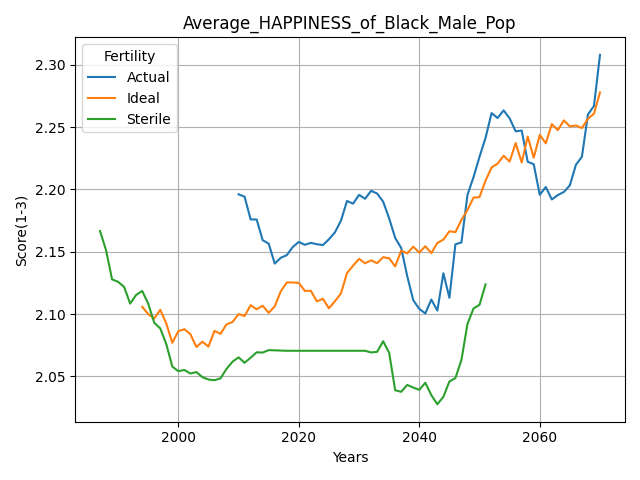 Average_HAPPINESS_of_Black_Male_Pop
Fertility
Actual
Ideal
Sterile
Score(1-3)
2.30
2.25
2.20
2.15
2.10
2.05
2000
2020
2040
2060
Years